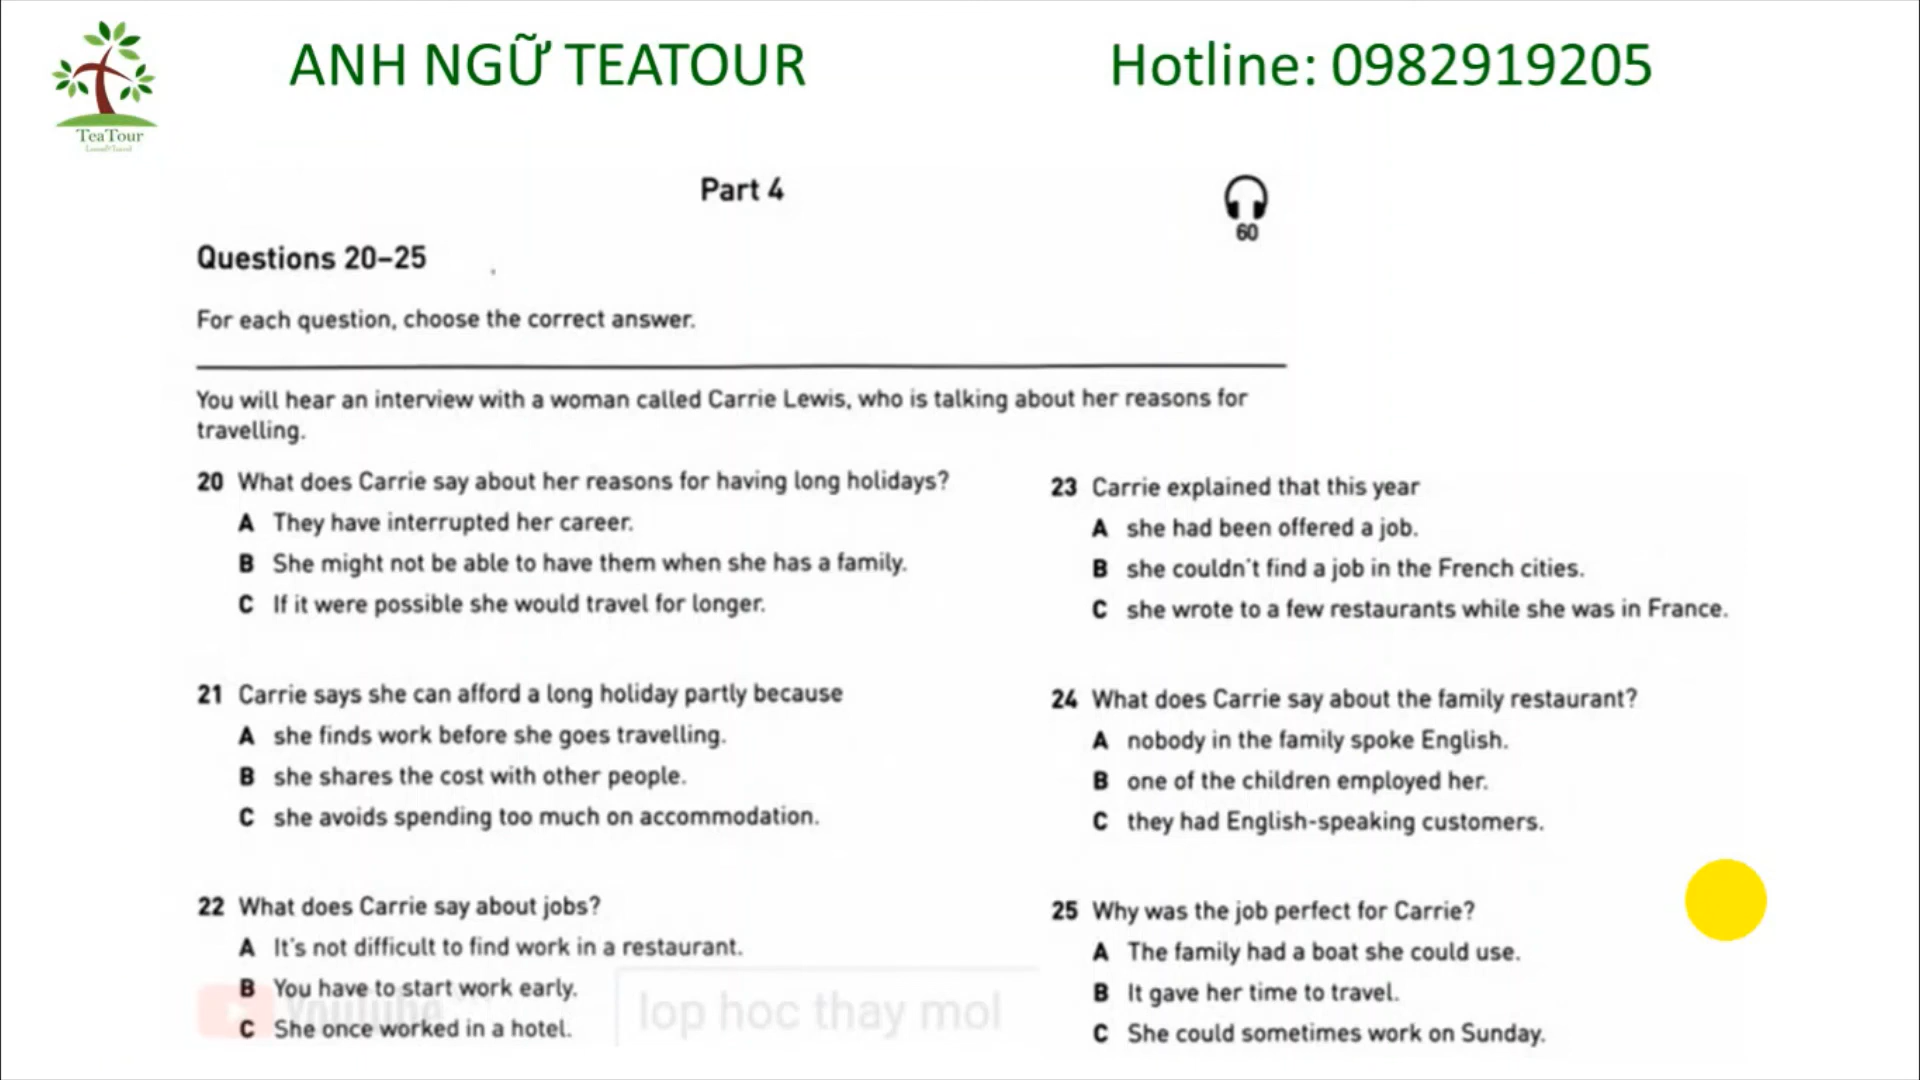 TeaTour
ANH NGỮ TEATOUR
Hotline: 0982919205
Part 4
60
Questions 20–25
For each question, choose the correct answer.
You will hear an interview with a woman called Carrie Lewis, who is talking about her reasons for
travelling.
20 What does Carrie say about her reasons for having long holidays?
A They have interrupted her career.
B She might not be able to have them when she has a family.
C If it were possible she would travel for longer.
21 Carrie says she can afford a long holiday partly because
A she finds work before she goes travelling.
B she shares the cost with other people.
C she avoids spending too much on accommodation.
22 What does Carrie say about jobs?
A It's not difficult to find work in a restaurant.
B You have to start work early.
C She once worked in a hotel.
Youtube
lop hoc thay mol
23 Carrie explained that this year
A she had been offered a job.
B she couldn't find a job in the French cities.
C she wrote to a few restaurants while she was in France.
24 What does Carrie say about the family restaurant?
A nobody in the family spoke English.
B one of the children employed her.
C they had English-speaking customers.
25 Why was the job perfect for Carrie?
A The family had a boat she could use.
B It gave her time to travel.
C She could sometimes work on Sunday.